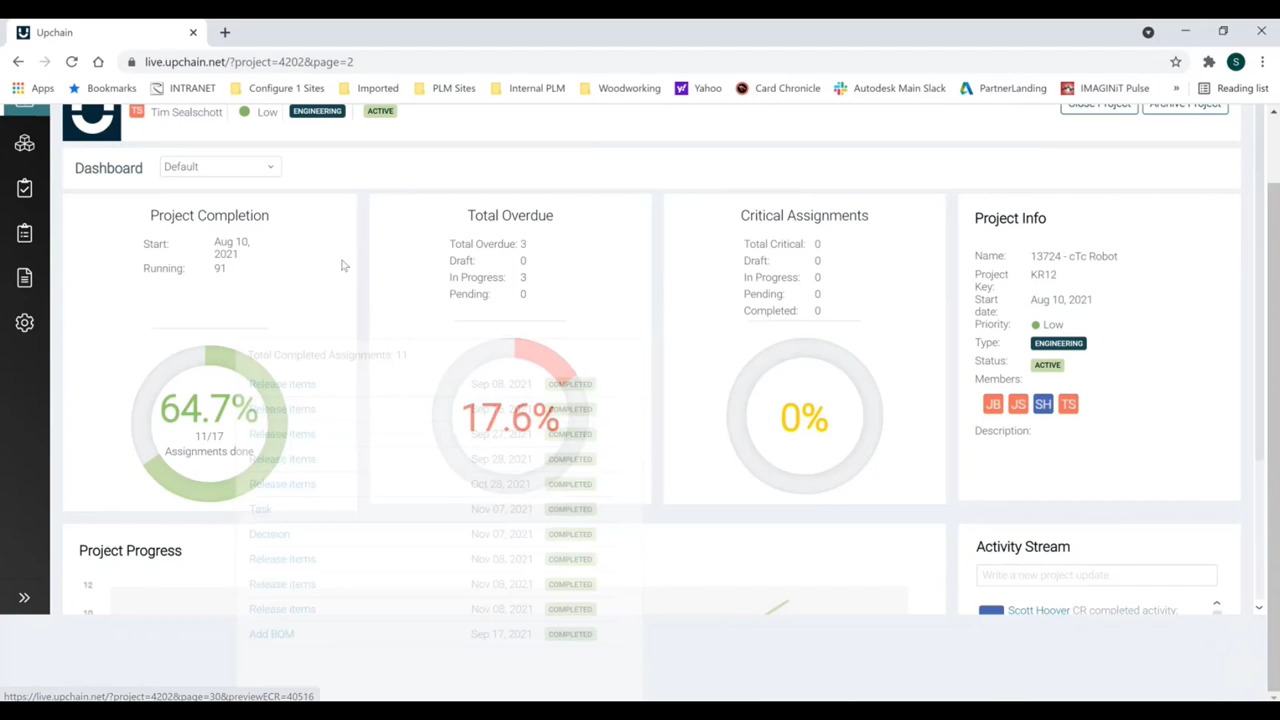 Upchain
live.upchain.net/?project=4202&page=2
Apps Bookmarks INTRANET Configure 1 Sites Imported PLM Sites Internal PLM Woodworking Yahoo Card Chronicle Autodesk Main Slack PartnerLanding IMAGINiT Pulse » Reading list
S
TS Tim Sealschott Low ENGINEERING ACTIVE Close Project Archive Project
Dashboard Default
Project Completion
Start: Aug 10, 2021
Running: 91
64.7%
11/17
Assignments done
Total Overdue
Total Overdue: 3
Draft: 0
In Progress: 3
Pending: 0
17.6%
Critical Assignments
Total Critical: 0
Draft: 0
In Progress: 0
Pending: 0
Completed: 0
0%
Project Info
Name: 13724 - cTc Robot
Project Key: KR12
Start date: Aug 10, 2021
Priority: Low
Type: ENGINEERING
Status: ACTIVE
Members:
JB JS SH TS
Description:
Total Completed Assignments: 11
Release items Sep 08, 2021 COMPLETED
Release items COMPLETED
Release items Sep 27, 2021 COMPLETED
Release items Sep 28, 2021 COMPLETED
Release items Oct 28, 2021 COMPLETED
Task Nov 07, 2021 COMPLETED
Decision Nov 07, 2021 COMPLETED
Release items Nov 08, 2021 COMPLETED
Release items Nov 08, 2021 COMPLETED
Release items Nov 08, 2021 COMPLETED
Add BOM Sep 17, 2021 COMPLETED
Project Progress
12
10
Activity Stream
Write a new project update
Scott Hoover CR completed activity:
https://live.upchain.net/?project=4202&page=30&previewECR=40516